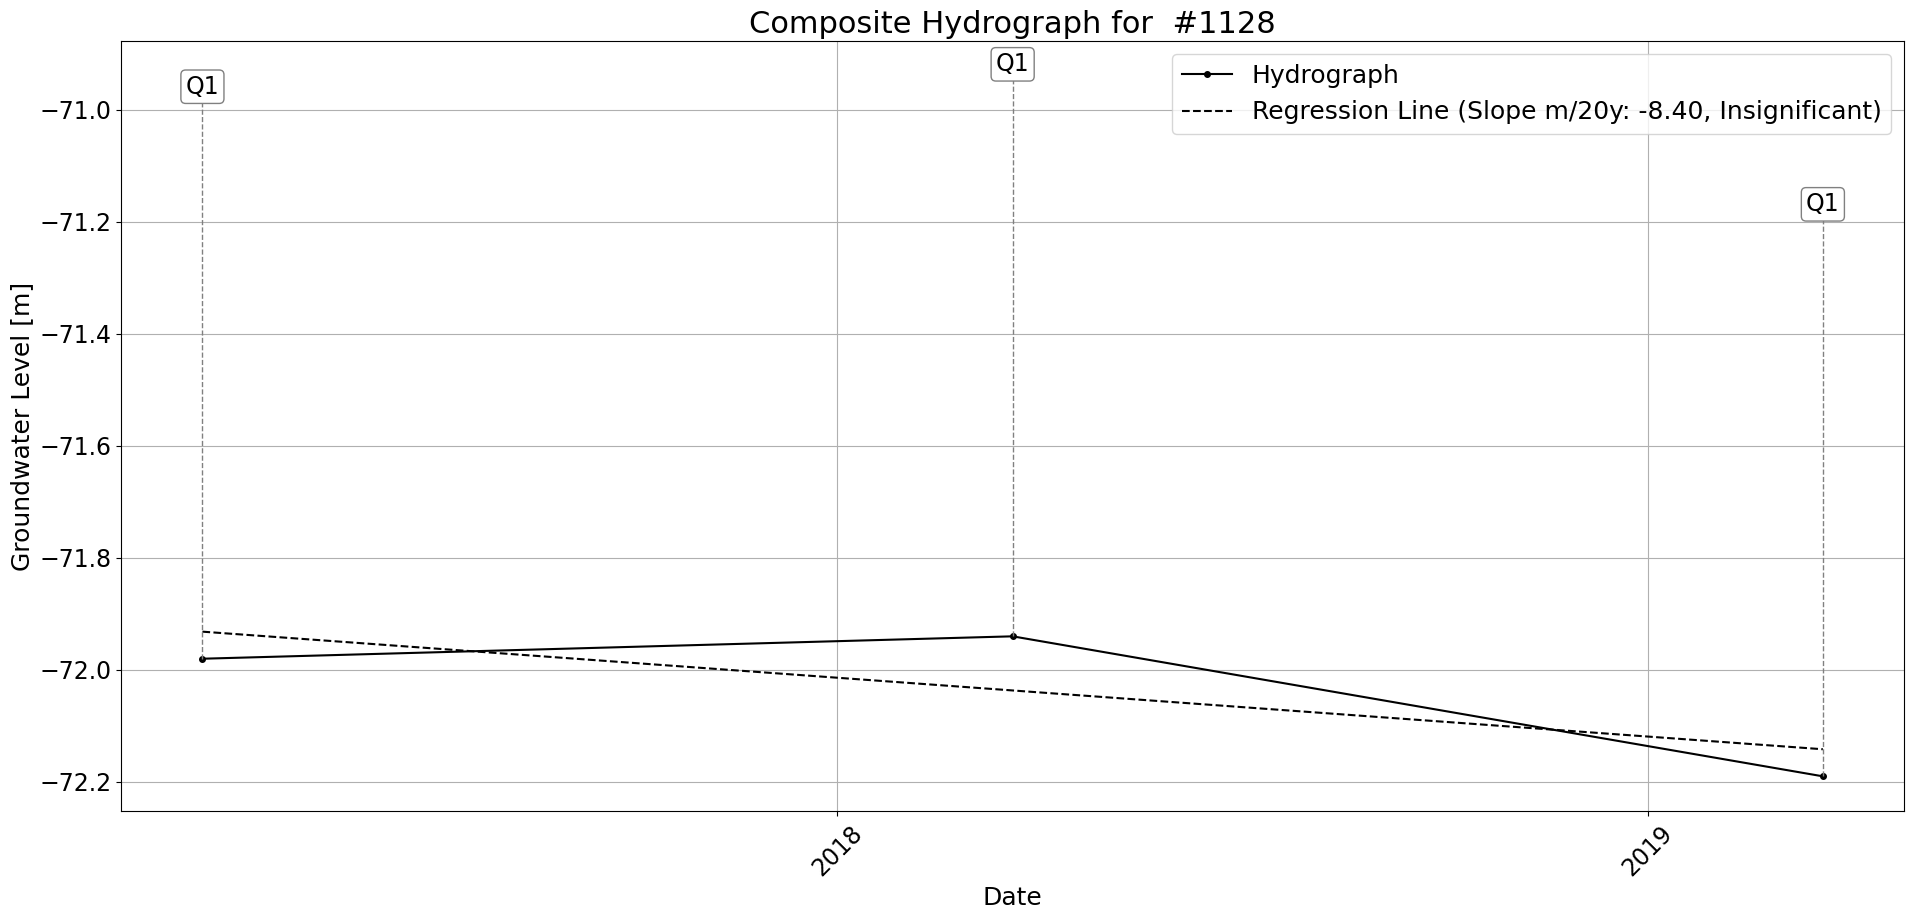 Composite Hydrograph for  #1128
Q1
Q1
Q1
Hydrograph
Regression Line (Slope m/20y: -8.40, Insignificant)
−71.0
−71.2
−71.4
−71.6
−71.8
−72.0
−72.2
Groundwater Level [m]
2018
2019
Date